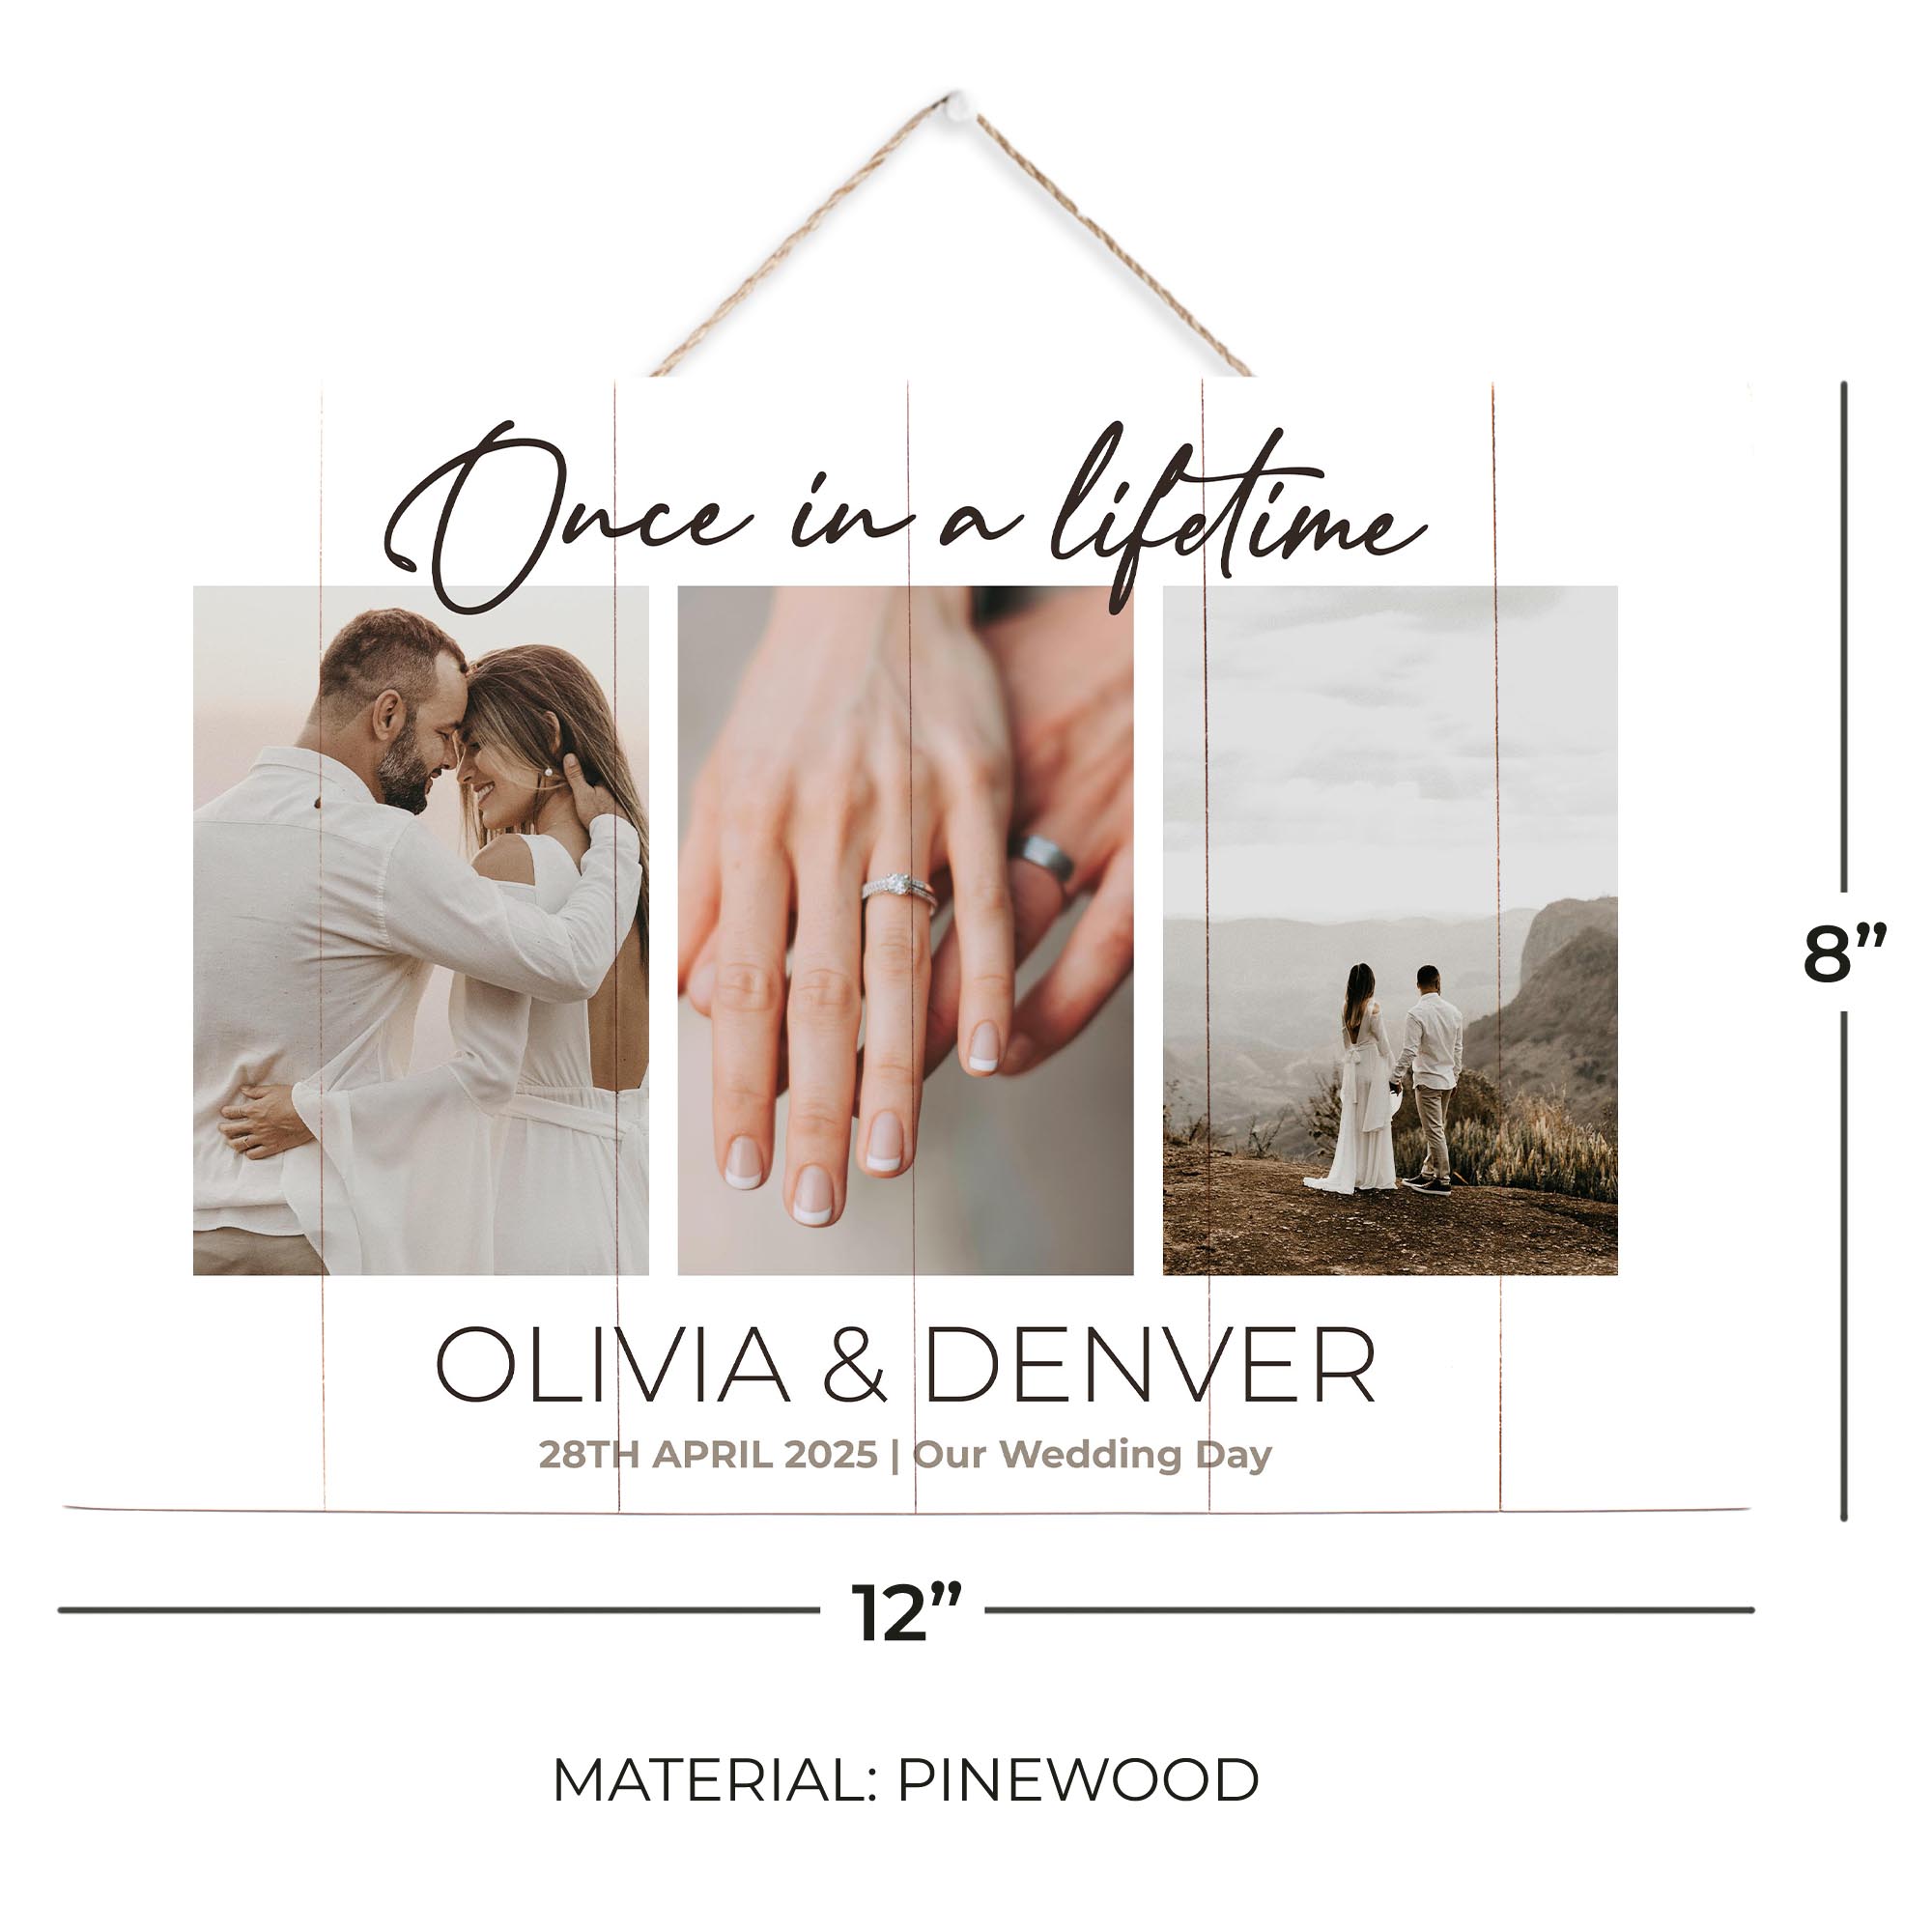 Once in a lifetime
OLIVIA & DENVER
28TH APRIL 2025 | Our Wedding Day
8”
12”
MATERIAL: PINEWOOD